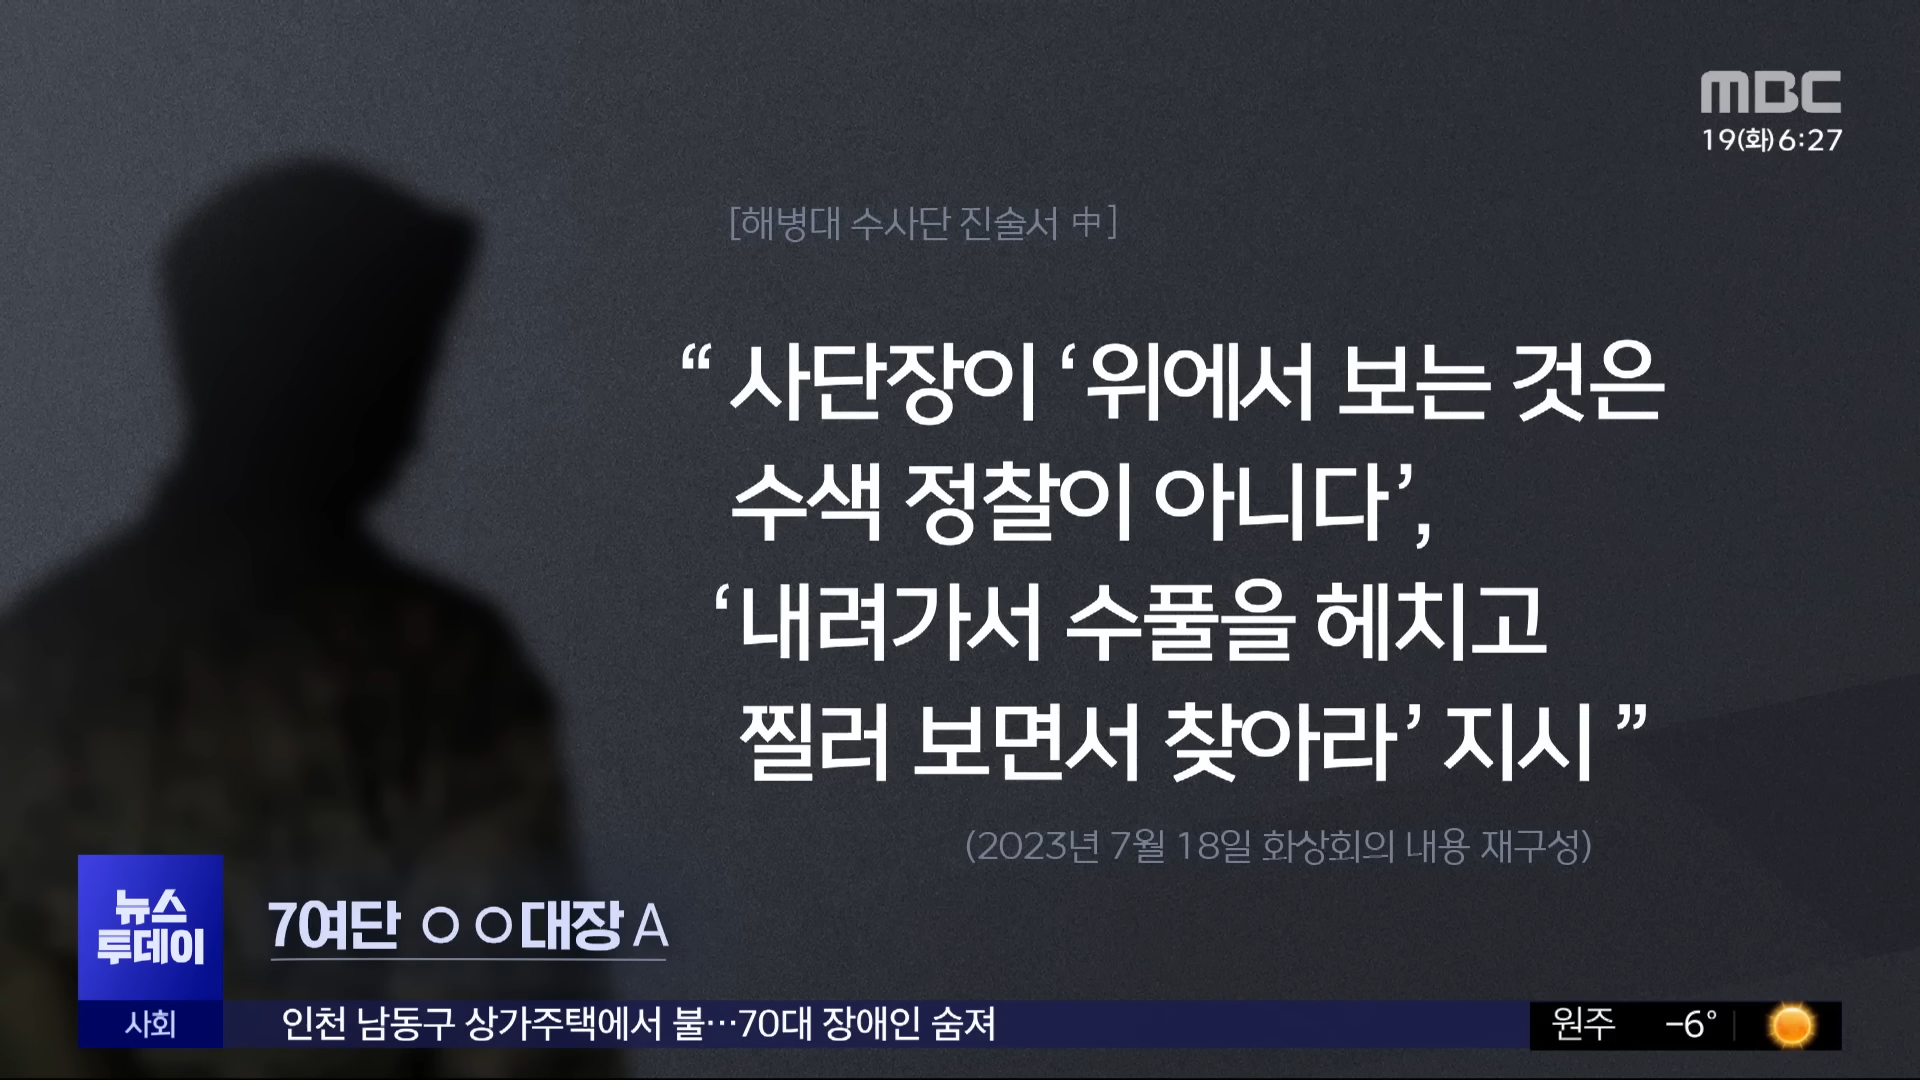 MBC
19(화)6:27
[해병대 수사단 진술서 中]
“ 사단장이 ‘위에서 보는 것은
수색 정찰이 아니다’,
‘내려가서 수풀을 헤치고
찔러 보면서 찾아라’ 지시 ”
(2023년 7월 18일 화상회의 내용 재구성)
뉴스
투데이
7여단 ㅇㅇ대장 A
사회
인천 남동구 상가주택에서 불…70대 장애인 숨져
원주 -6°